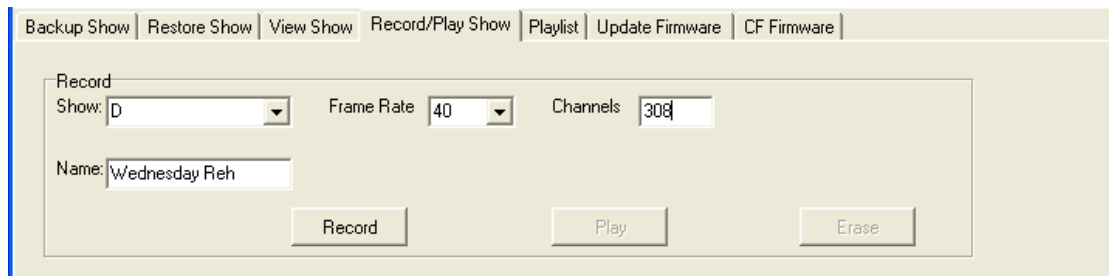 Backup Show Restore Show View Show Record/Play Show Playlist Update Firmware CF Firmware
Record
Show: D Frame Rate 40 Channels 308
Name: Wednesday Reh
Record Play Erase